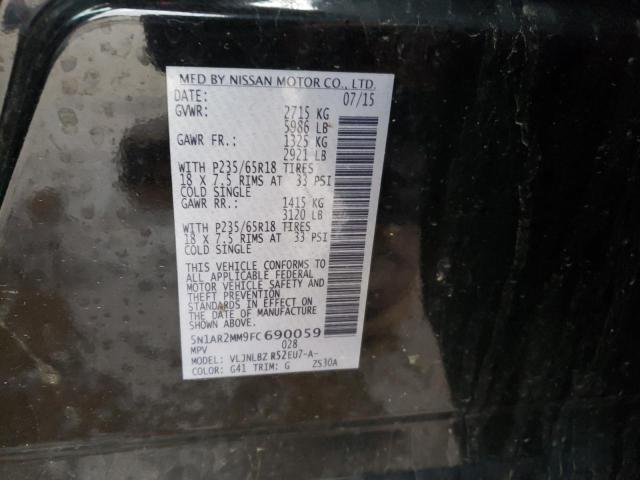 MFD BY NISSAN MOTOR CO., LTD.
DATE: 07/15
GVWR: 2715 KG
5986 LB
GAWR FR.: 1325 KG
2921 LB
WITH P235/65R18 TIRES
18 X 7.5 RIMS AT 33 PSI
COLD SINGLE
GAWR RR.: 1415 KG
3120 LB
WITH P235/65R18 TIRES
18 X 7.5 RIMS AT 33 PSI
COLD SINGLE
THIS VEHICLE CONFORMS TO
ALL APPLICABLE FEDERAL
MOTOR VEHICLE SAFETY AND
THEFT PREVENTION
STANDARDS IN EFFECT ON
THE DATE OF MANUFACTURE
SHOWN ABOVE.
5N1AR2MM9FC690059
MPV 028
MODEL: VLJNLBZ R52EU7-A-
COLOR: G41 TRIM: G ZS30A